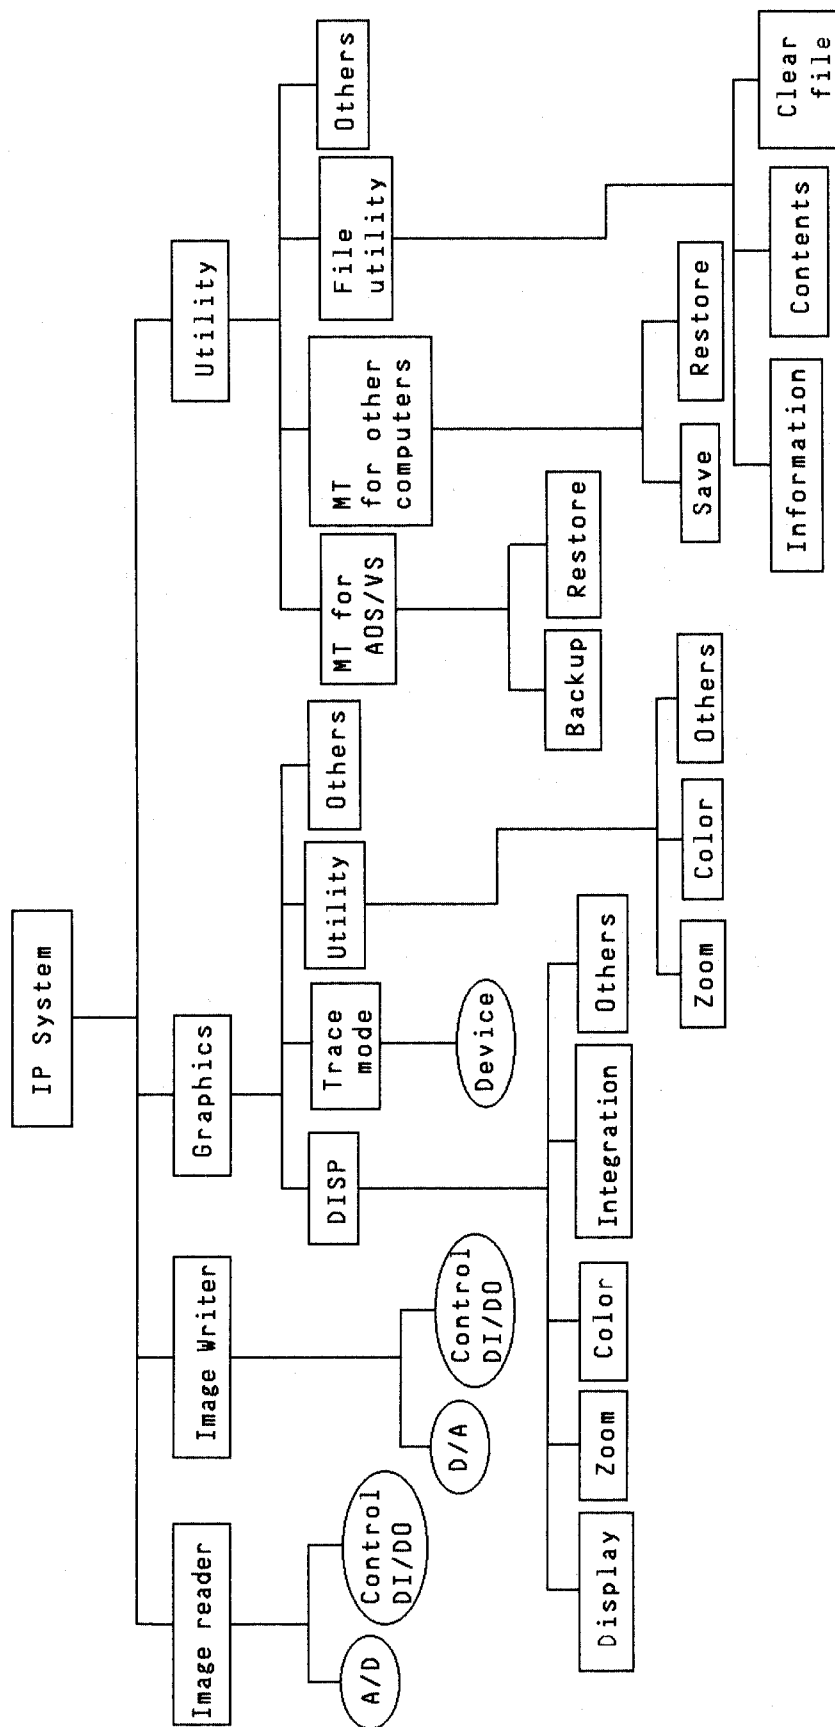 IP System
Image reader
Image Writer
Graphics
Utility
A/D
Control
DI/DO
D/A
Control
DI/DO
DISP
Trace
mode
Utility
Others
MT for
AOS/VS
MT
for other
computers
File
utility
Others
Device
Display
Zoom
Color
Integration
Others
Zoom
Color
Others
Backup
Restore
Save
Restore
Information
Contents
Clear
file